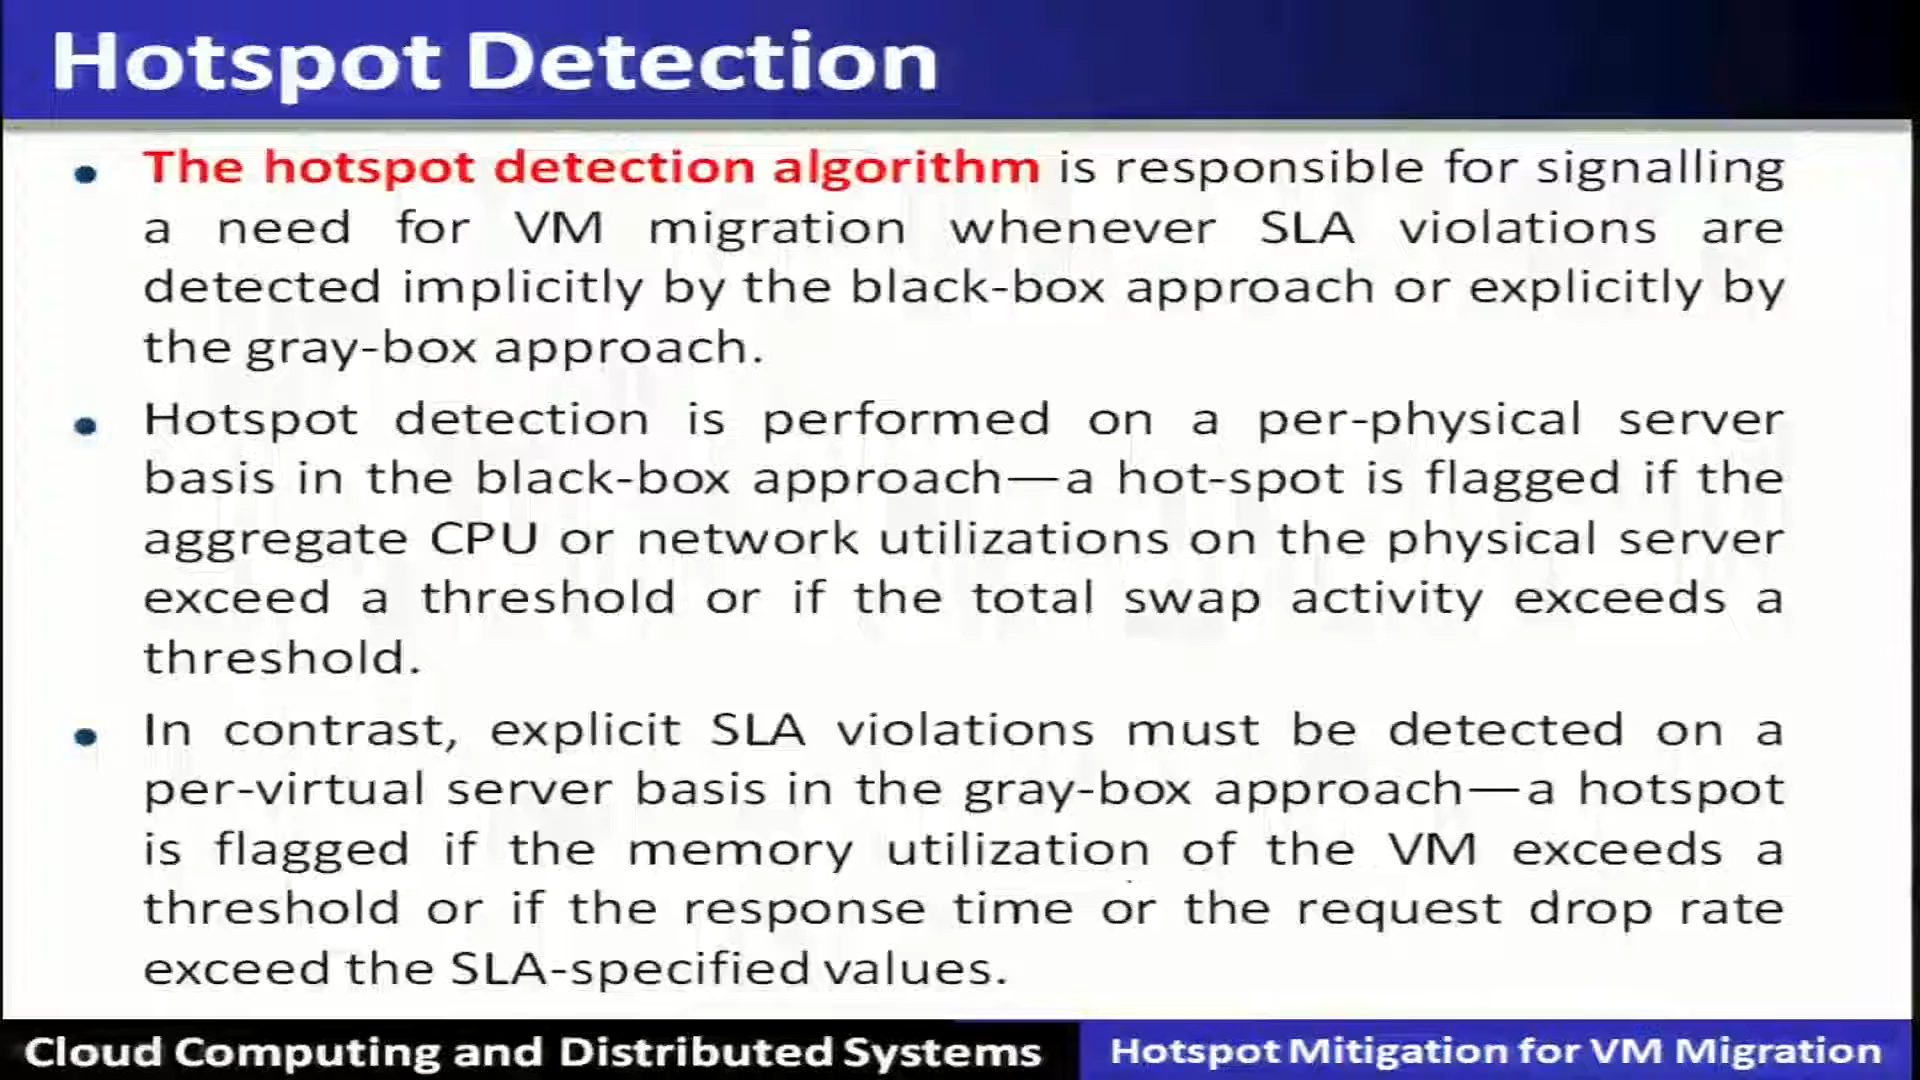 Hotspot Detection
• The hotspot detection algorithm is responsible for signalling
a need for VM migration whenever SLA violations are
detected implicitly by the black-box approach or explicitly by
the gray-box approach.
• Hotspot detection is performed on a per-physical server
basis in the black-box approach—a hot-spot is flagged if the
aggregate CPU or network utilizations on the physical server
exceed a threshold or if the total swap activity exceeds a
threshold.
• In contrast, explicit SLA violations must be detected on a
per-virtual server basis in the gray-box approach—a hotspot
is flagged if the memory utilization of the VM exceeds a
threshold or if the response time or the request drop rate
exceed the SLA-specified values.
Cloud Computing and Distributed Systems
Hotspot Mitigation for VM Migration